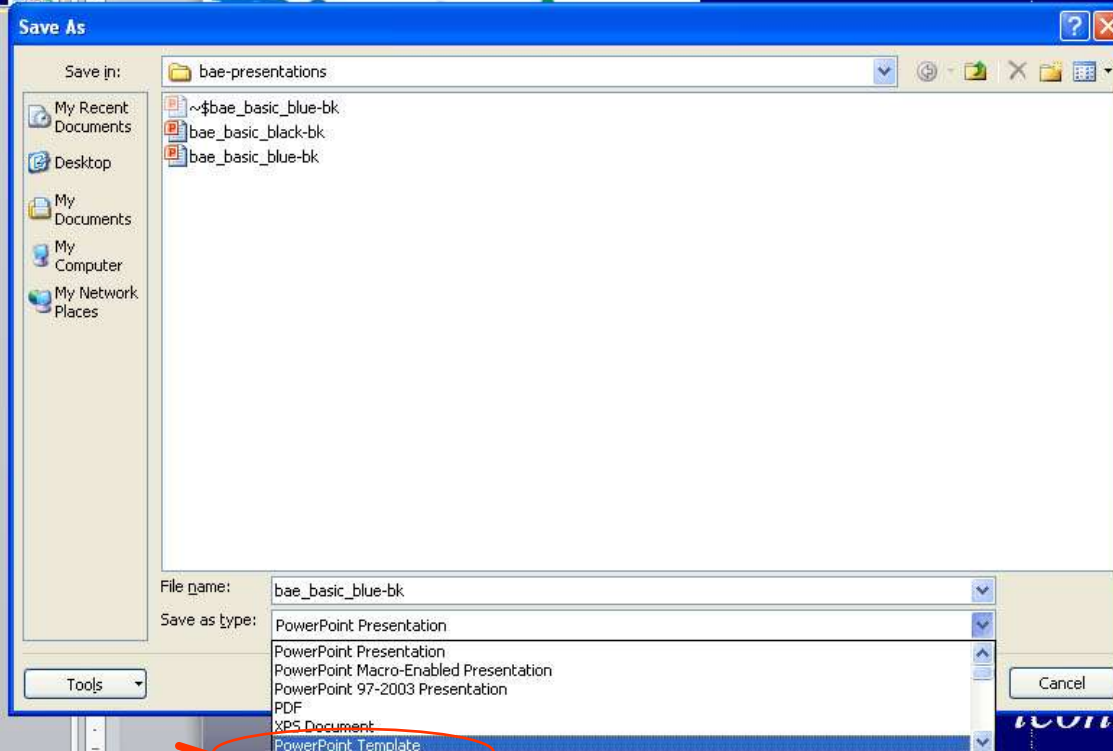 Save As
Save in:
bae-presentations
My Recent
Documents
Desktop
My
Documents
My
Computer
My Network
Places
~$bae_basic_blue-bk
bae_basic_black-bk
bae_basic_blue-bk
File name:
bae_basic_blue-bk
Save as type:
PowerPoint Presentation
PowerPoint Presentation
PowerPoint Macro-Enabled Presentation
PowerPoint 97-2003 Presentation
PDF
XPS Document
PowerPoint Template
Tools
Cancel
icon